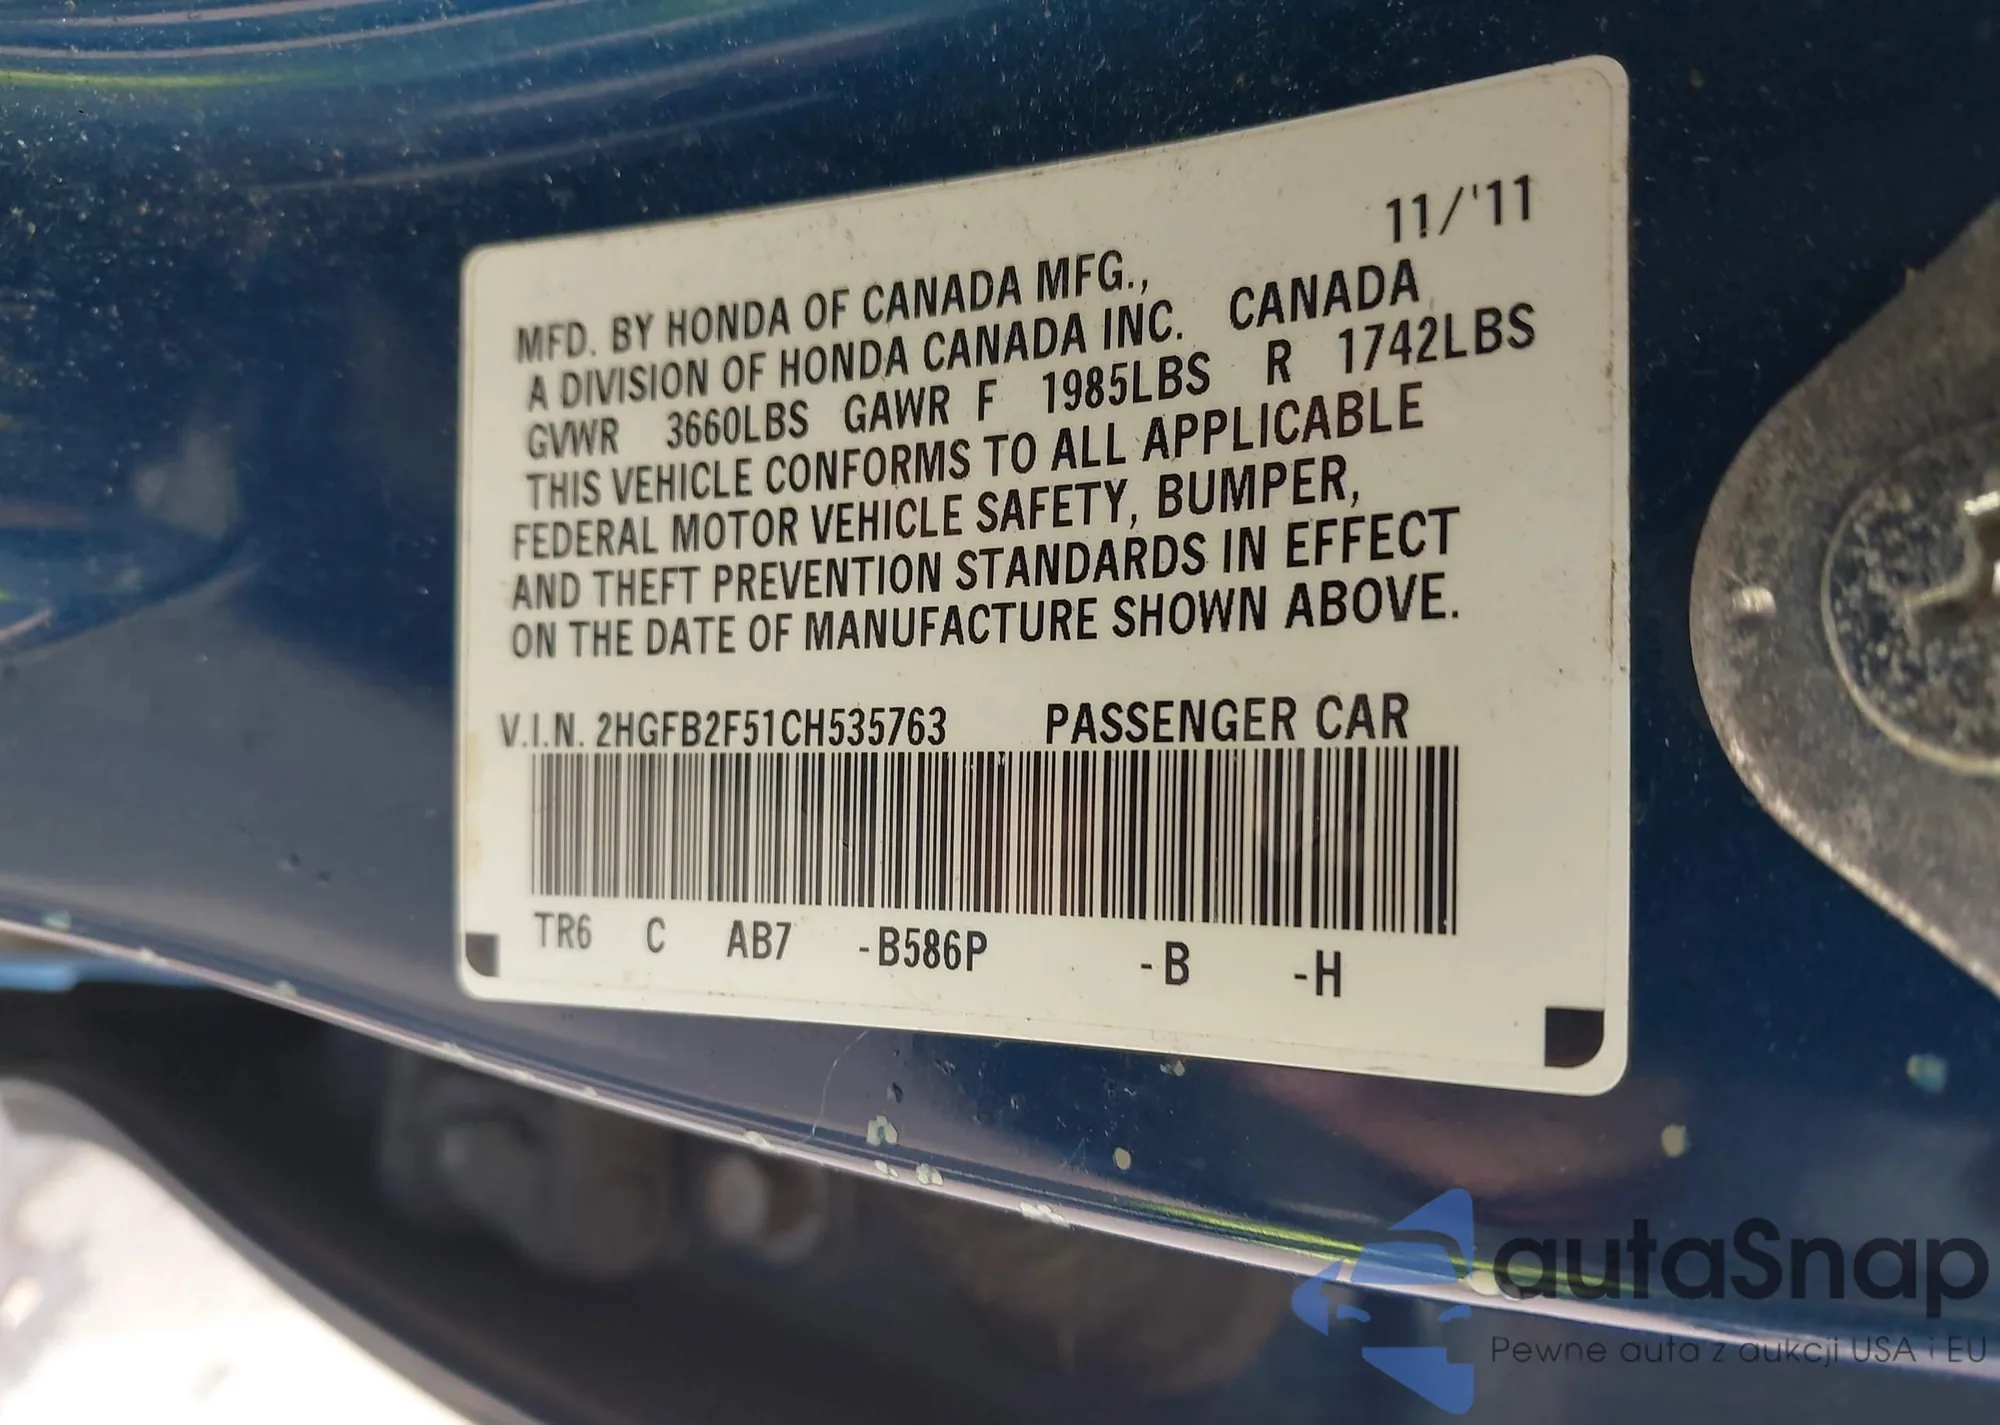 11/'11
MFD. BY HONDA OF CANADA MFG.,
A DIVISION OF HONDA CANADA INC. CANADA
GVWR 3660LBS GAWR F 1985LBS R 1742LBS
THIS VEHICLE CONFORMS TO ALL APPLICABLE
FEDERAL MOTOR VEHICLE SAFETY, BUMPER,
AND THEFT PREVENTION STANDARDS IN EFFECT
ON THE DATE OF MANUFACTURE SHOWN ABOVE.
V.I.N. 2HGFB2F51CH535763 PASSENGER CAR
TR6 C AB7 -B586P -B -H
autaSnap
Pewne auta z aukcji USA i EU